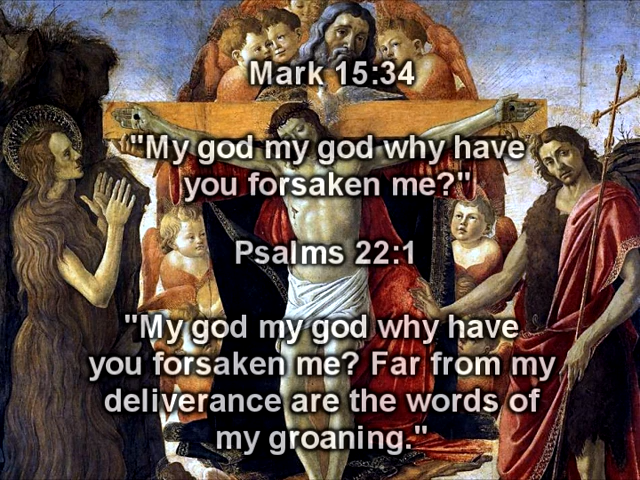 Mark 15:34
"My god my god why have
you forsaken me?"
Psalms 22:1
"My god my god why have
you forsaken me? Far from my
deliverance are the words of
my groaning."